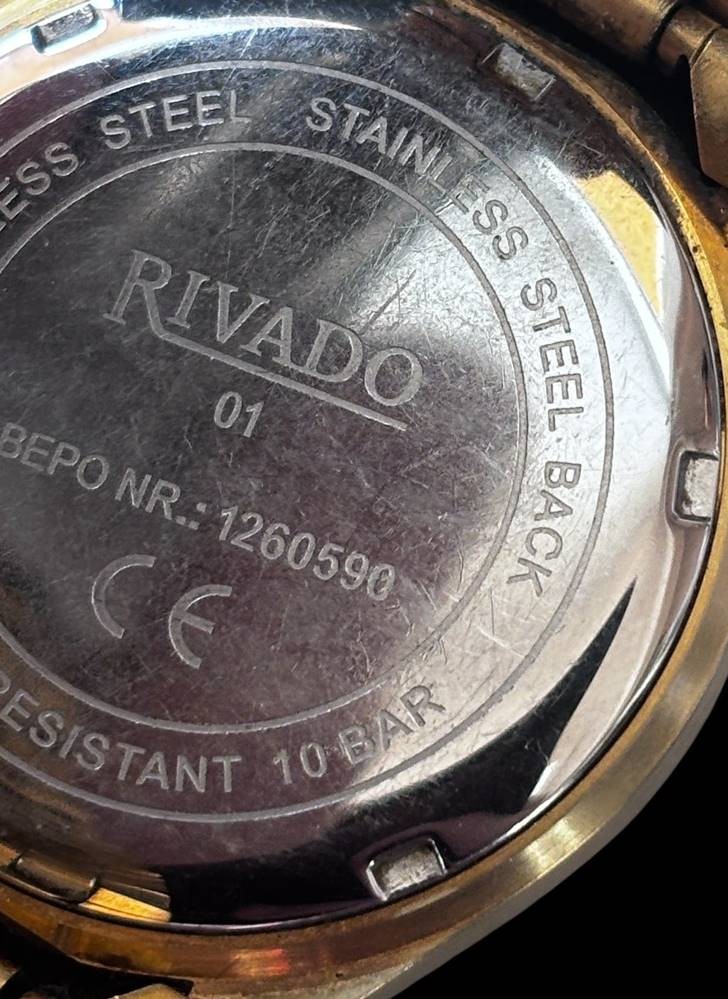 ESS STEEL STAINLESS STEEL BACK
RIVADO
01
BEPO NR.: 1260590
CE
RESISTANT 10 BAR